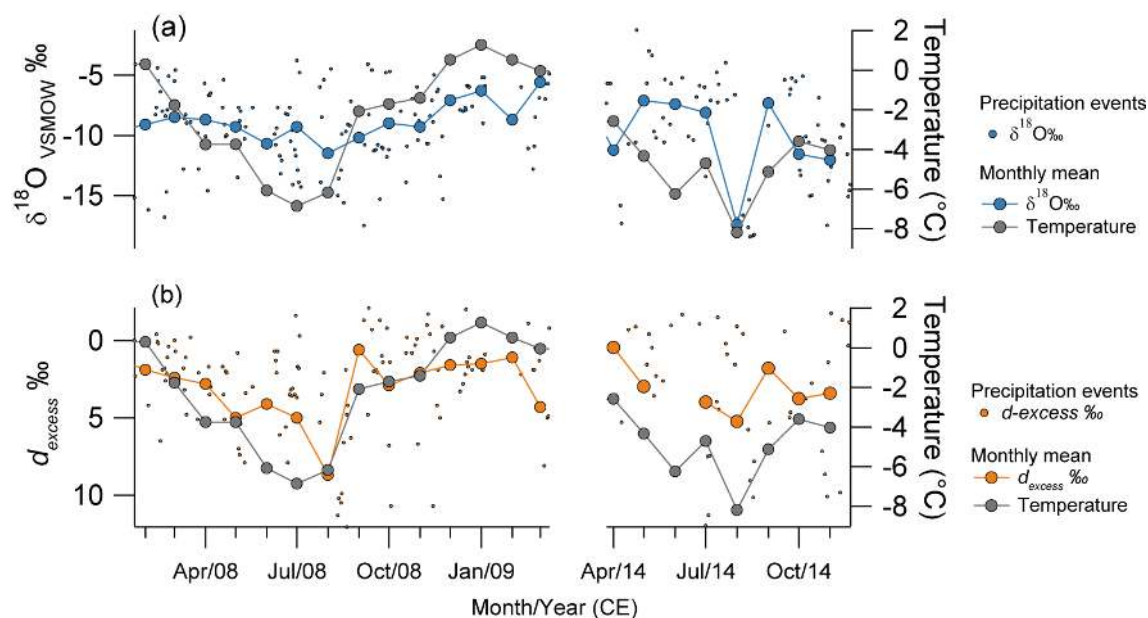 (a)
δ18O VSMOW ‰
-5
-10
-15
2
0
-2
-4
-6
-8
Temperature (°C)
Precipitation events
δ18O‰
Monthly mean
δ18O‰
Temperature
(b)
dexcess ‰
0
5
10
2
0
-2
-4
-6
-8
Temperature (°C)
Precipitation events
d-excess ‰
Monthly mean
dexcess ‰
Temperature
Apr/08 Jul/08 Oct/08 Jan/09 Apr/14 Jul/14 Oct/14
Month/Year (CE)